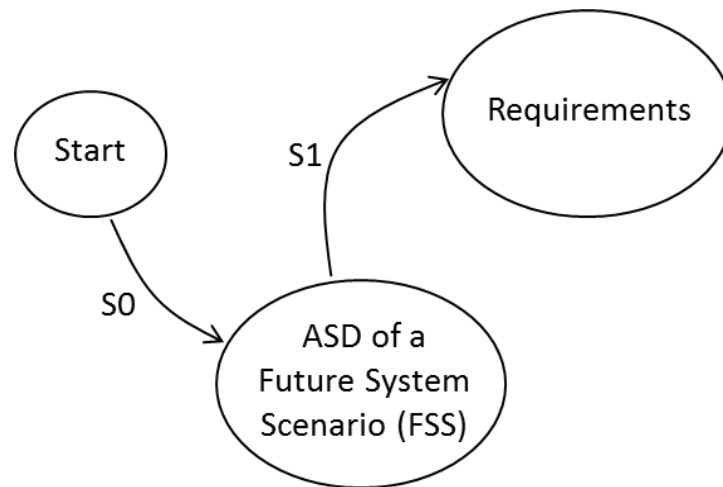 Requirements
Start
S1
S0
ASD of a
Future System
Scenario (FSS)